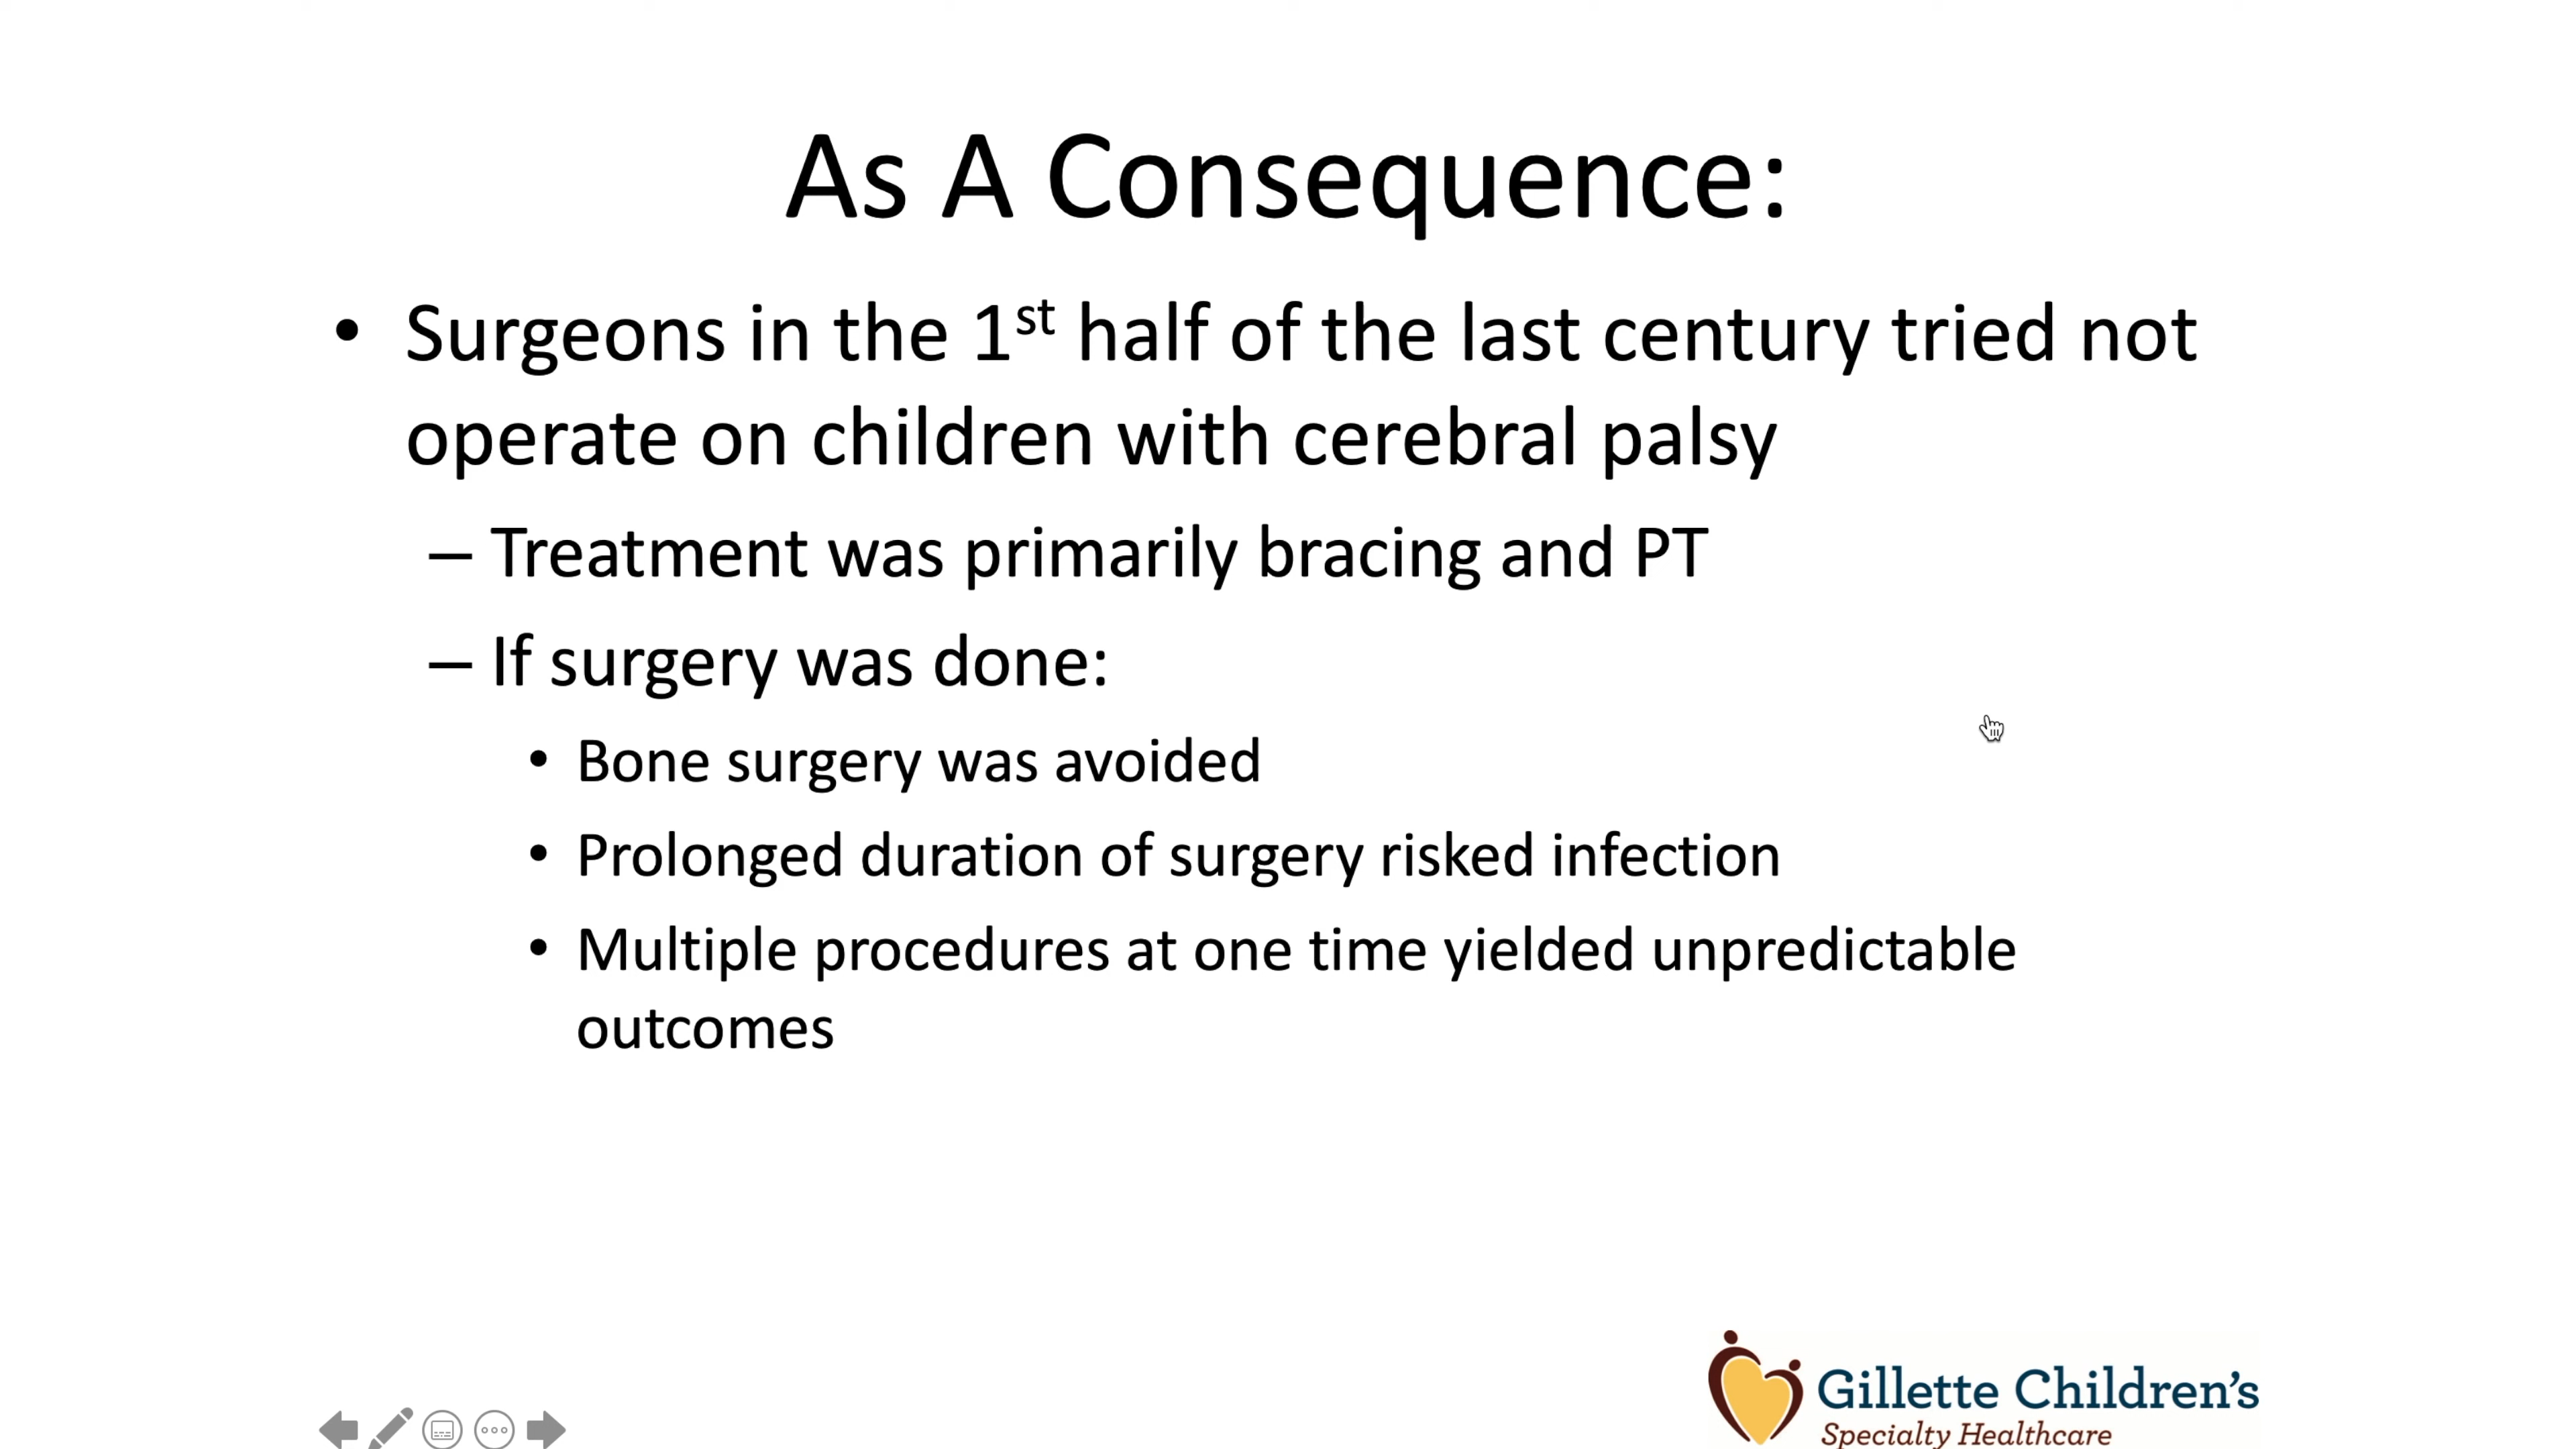 As A Consequence:
• Surgeons in the 1st half of the last century tried not
operate on children with cerebral palsy
– Treatment was primarily bracing and PT
– If surgery was done:
• Bone surgery was avoided
• Prolonged duration of surgery risked infection
• Multiple procedures at one time yielded unpredictable
outcomes
Gillette Children's
Specialty Healthcare